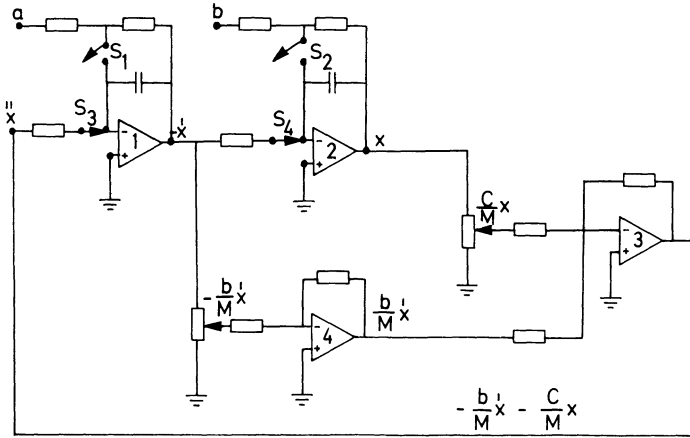 a
b
S1
S2
ẍ
S3
-
+
1
-ẋ
S4
-
+
2
x
C/M x
-
+
3
- b/M ẋ
-
+
4
b/M ẋ
- b/M ẋ - C/M x